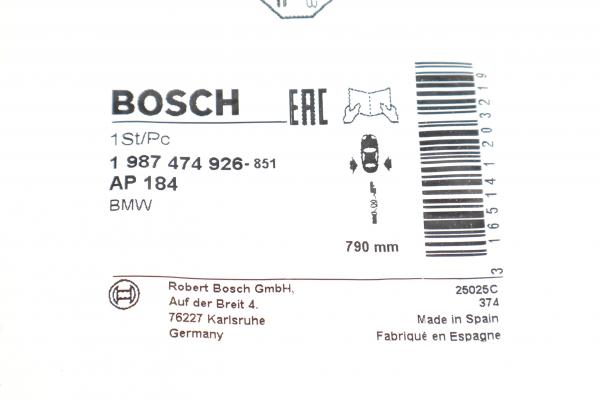 BOSCH
EAC
1St/Pc
1 987 474 926-851
AP 184
BMW
790 mm
3 165141 203219
Robert Bosch GmbH,
Auf der Breit 4.
76227 Karlsruhe
Germany
25025C
374
Made in Spain
Fabriqué en Espagne